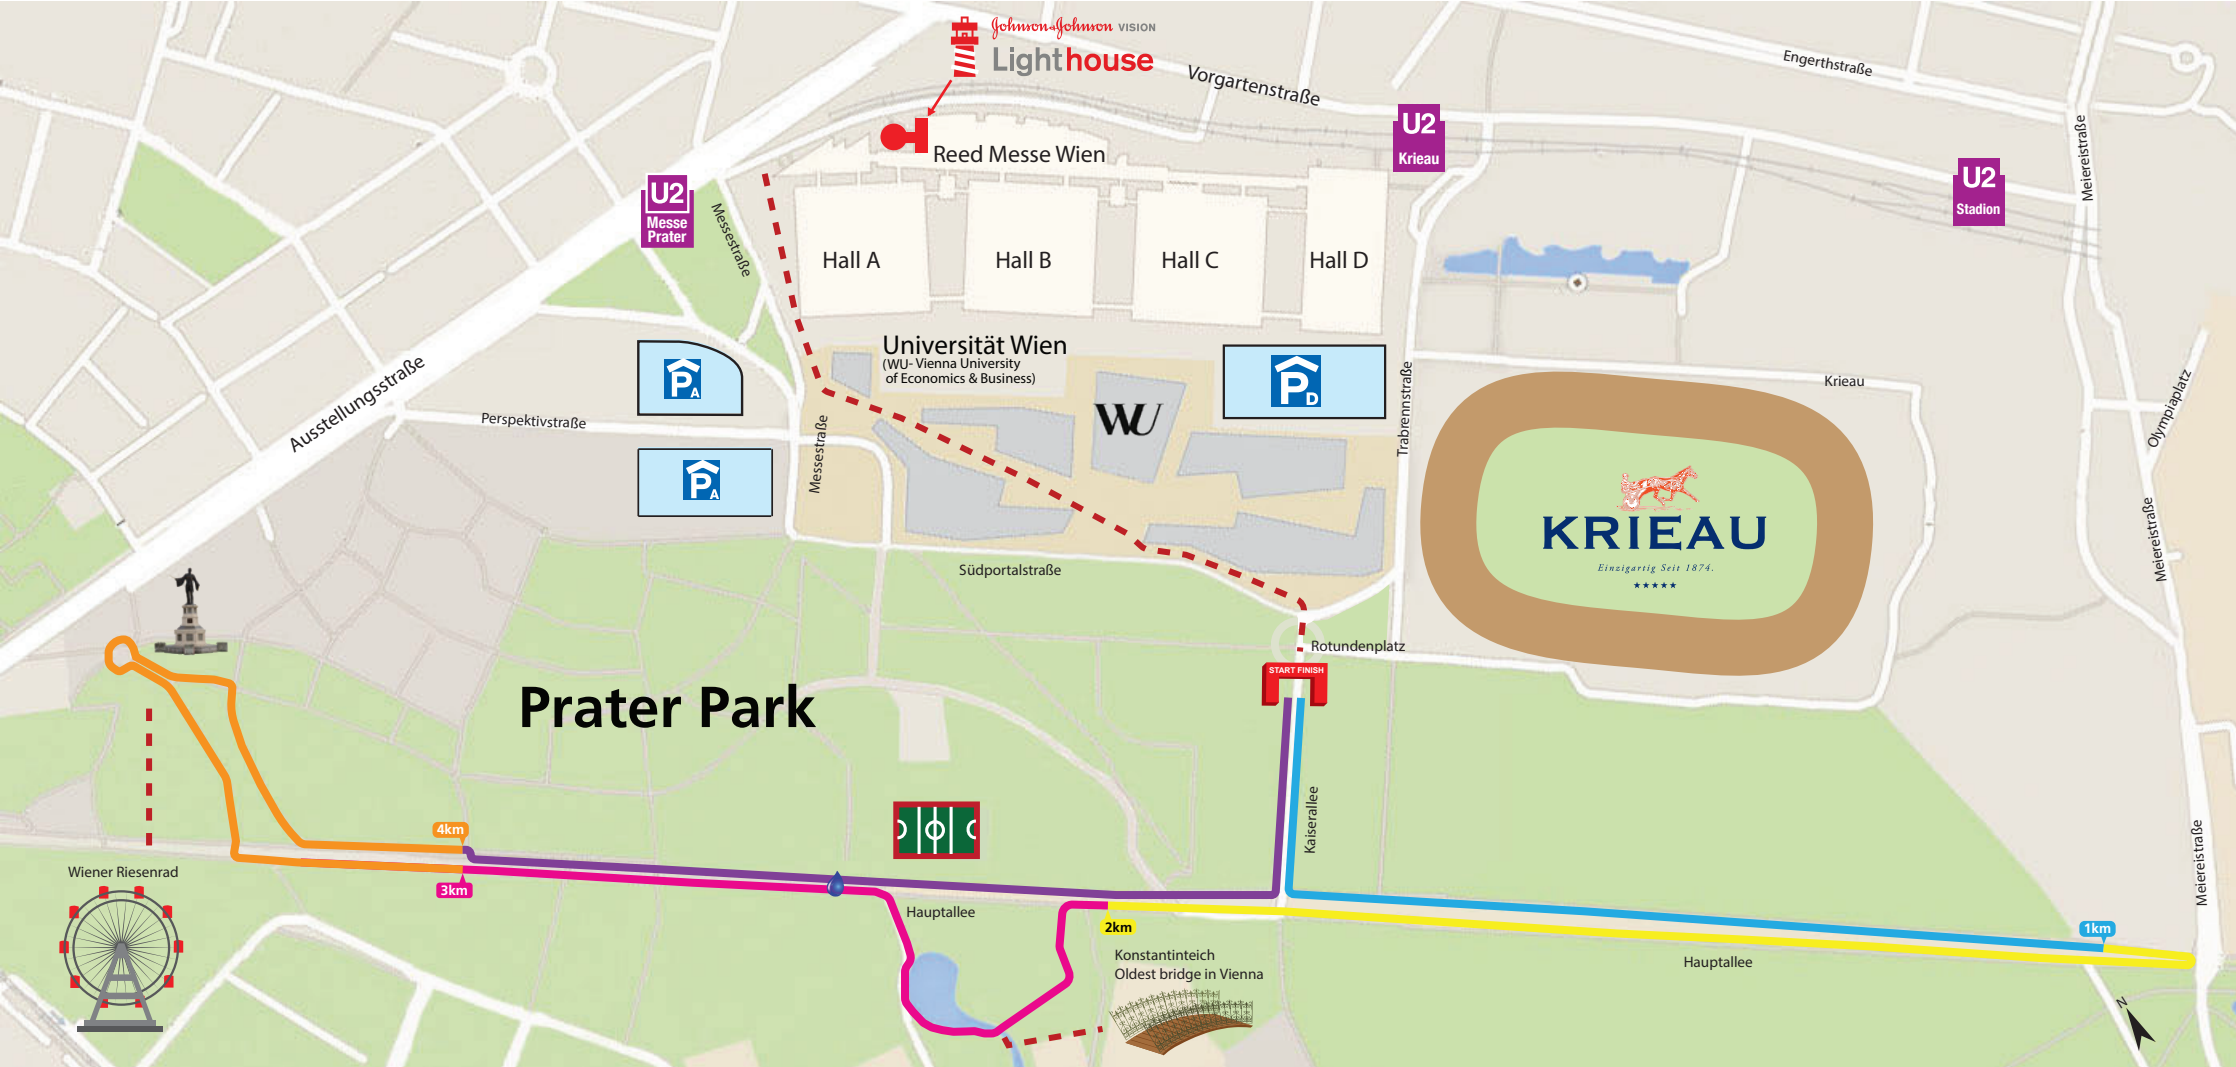 Johnson&Johnson VISION
Lighthouse
Vorgartenstraße
Engerthstraße
U2
Krieau
Reed Messe Wien
Meiereistraße
U2
Stadion
U2
Messe
Prater
Messestraße
Hall A
Hall B
Hall C
Hall D
Universität Wien
(WU- Vienna University
of Economics & Business)
P
A
P
D
WU
Ausstellungsstraße
Perspektivstraße
Messestraße
P
A
Trabrennstraße
Krieau
Olympiaplatz
KRIEAU
Einzigartig Seit 1874.
Meiereistraße
Südportalstraße
Rotundenplatz
START FINISH
Prater Park
Kaiserallee
4km
3km
Wiener Riesenrad
Hauptallee
2km
1km
Konstantinteich
Oldest bridge in Vienna
Hauptallee
Meiereistraße
N